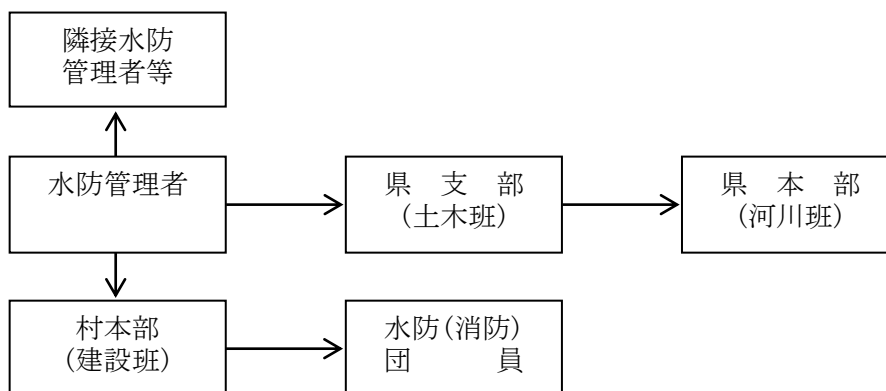 隣接水防
管理者等
水防管理者
県 支 部
(土木班)
県 本 部
(河川班)
村本部
(建設班)
水防(消防)
団 員